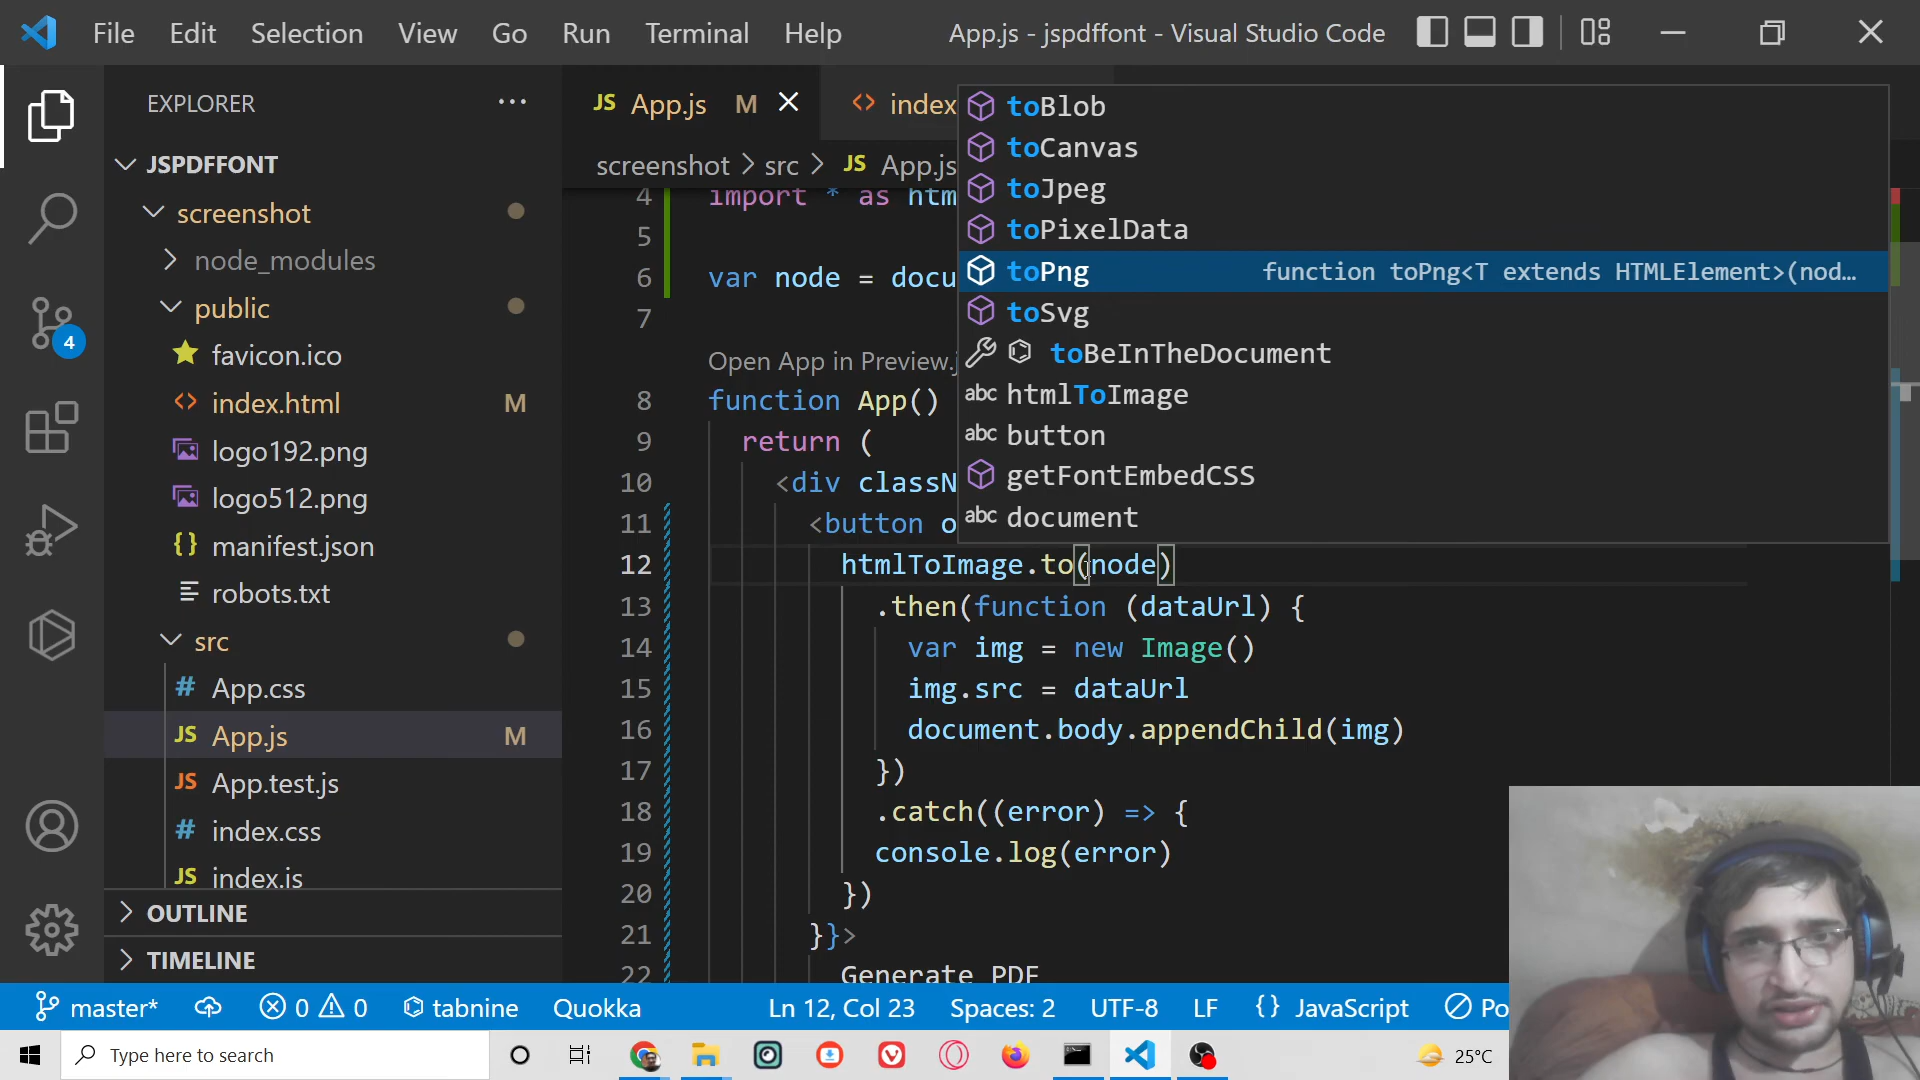 File Edit Selection View Go Run Terminal Help
App.js - jspdffont - Visual Studio Code
EXPLORER
JSPDFFONT
screenshot
node_modules
public
favicon.ico
index.html M
logo192.png
logo512.png
manifest.json
robots.txt
src
App.css
App.js M
App.test.js
index.css
index.js
OUTLINE
TIMELINE
4
JS App.js M
index
screenshot > src > JS App.js
4 import * as htm
5
6 var node = docu
7
Open App in Preview.j
8 function App()
9 return (
10 <div classN
11 <button o
12 htmlToImage.to(node)
13 .then(function (dataUrl) {
14 var img = new Image()
15 img.src = dataUrl
16 document.body.appendChild(img)
17 })
18 .catch((error) => {
19 console.log(error)
20 })
21 }}>
22 Generate PDF
toBlob
toCanvas
toJpeg
toPixelData
toPng function toPng<T extends HTMLElement>(nod…
toSvg
toBeInTheDocument
abc htmlToImage
abc button
getFontEmbedCSS
abc document
master* 0 0 tabnine Quokka Ln 12, Col 23 Spaces: 2 UTF-8 LF {} JavaScript Po
Type here to search
25°C